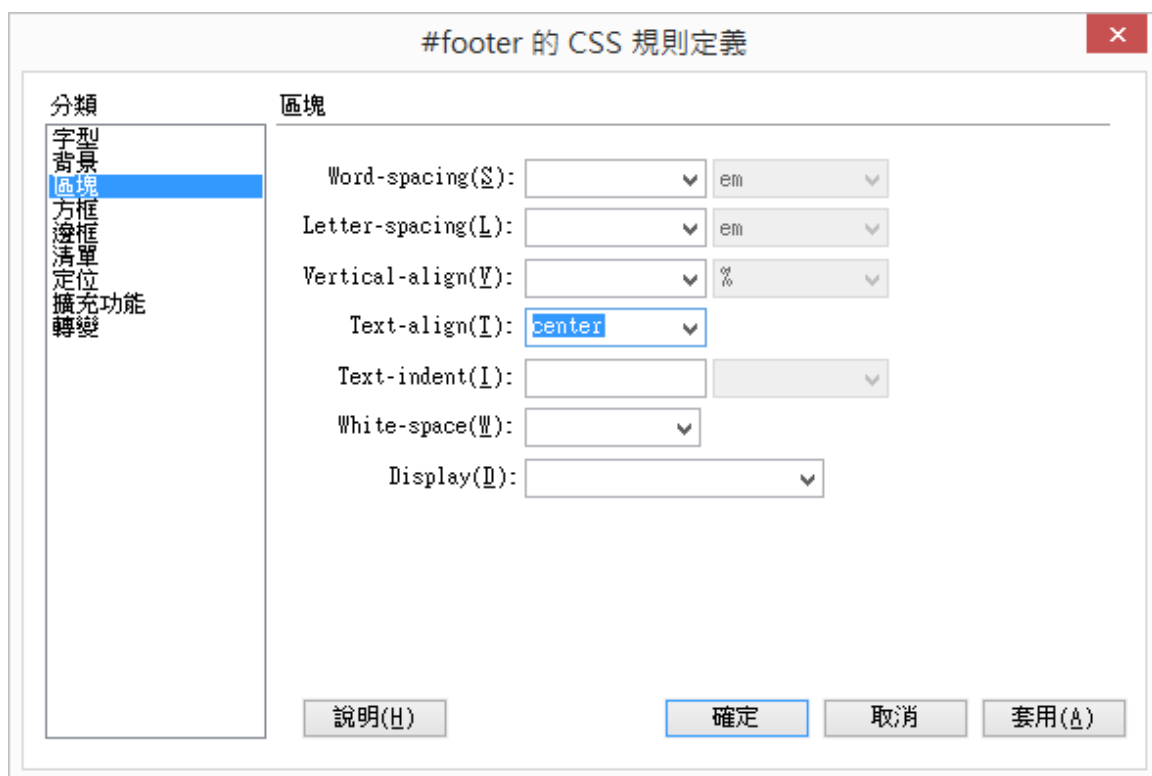 #footer 的 CSS 規則定義
分類
字型
背景
區塊
方框
邊框
清單
定位
擴充功能
轉變
區塊
Word-spacing(S): em
Letter-spacing(L): em
Vertical-align(V): %
Text-align(T): center
Text-indent(I):
White-space(W):
Display(D):
說明(H) 確定 取消 套用(A)